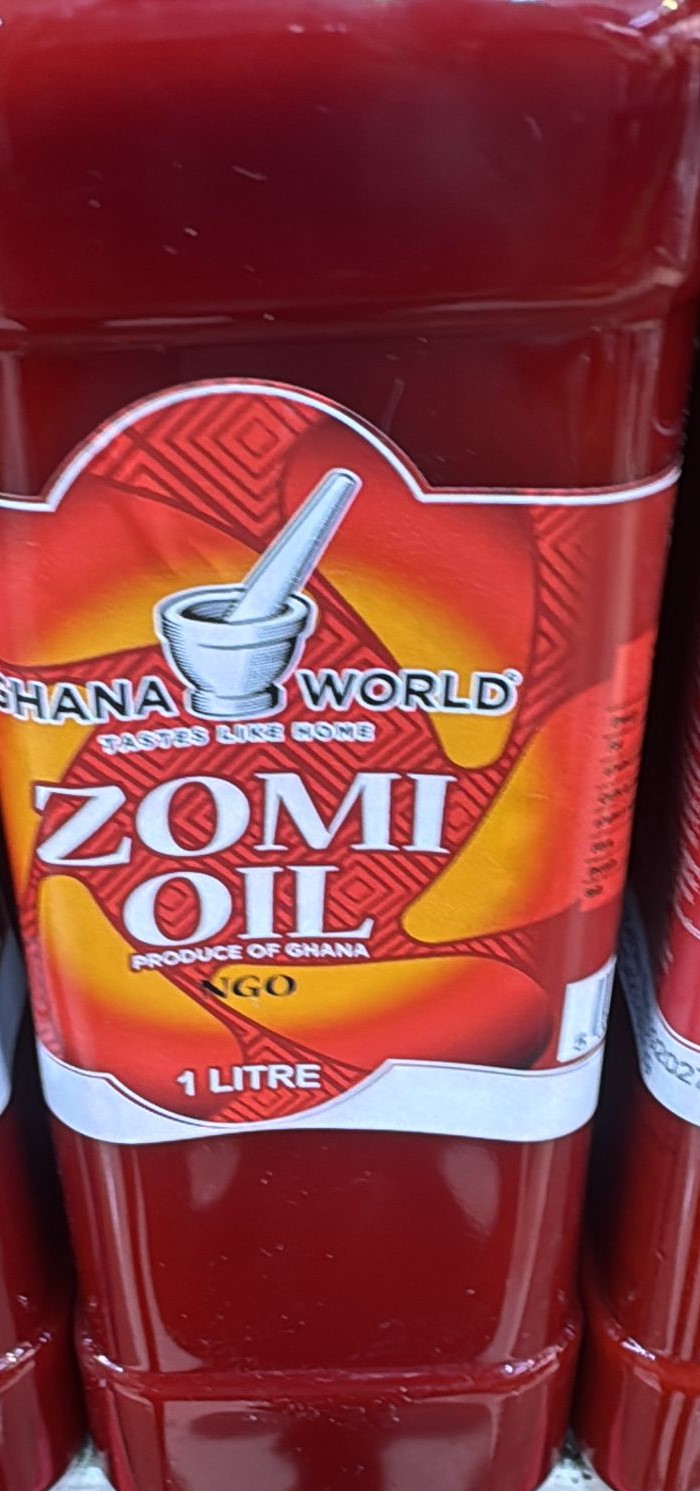 GHANA WORLD®
TASTES LIKE HOME
ZOMI
OIL
PRODUCE OF GHANA
NGO
1 LITRE